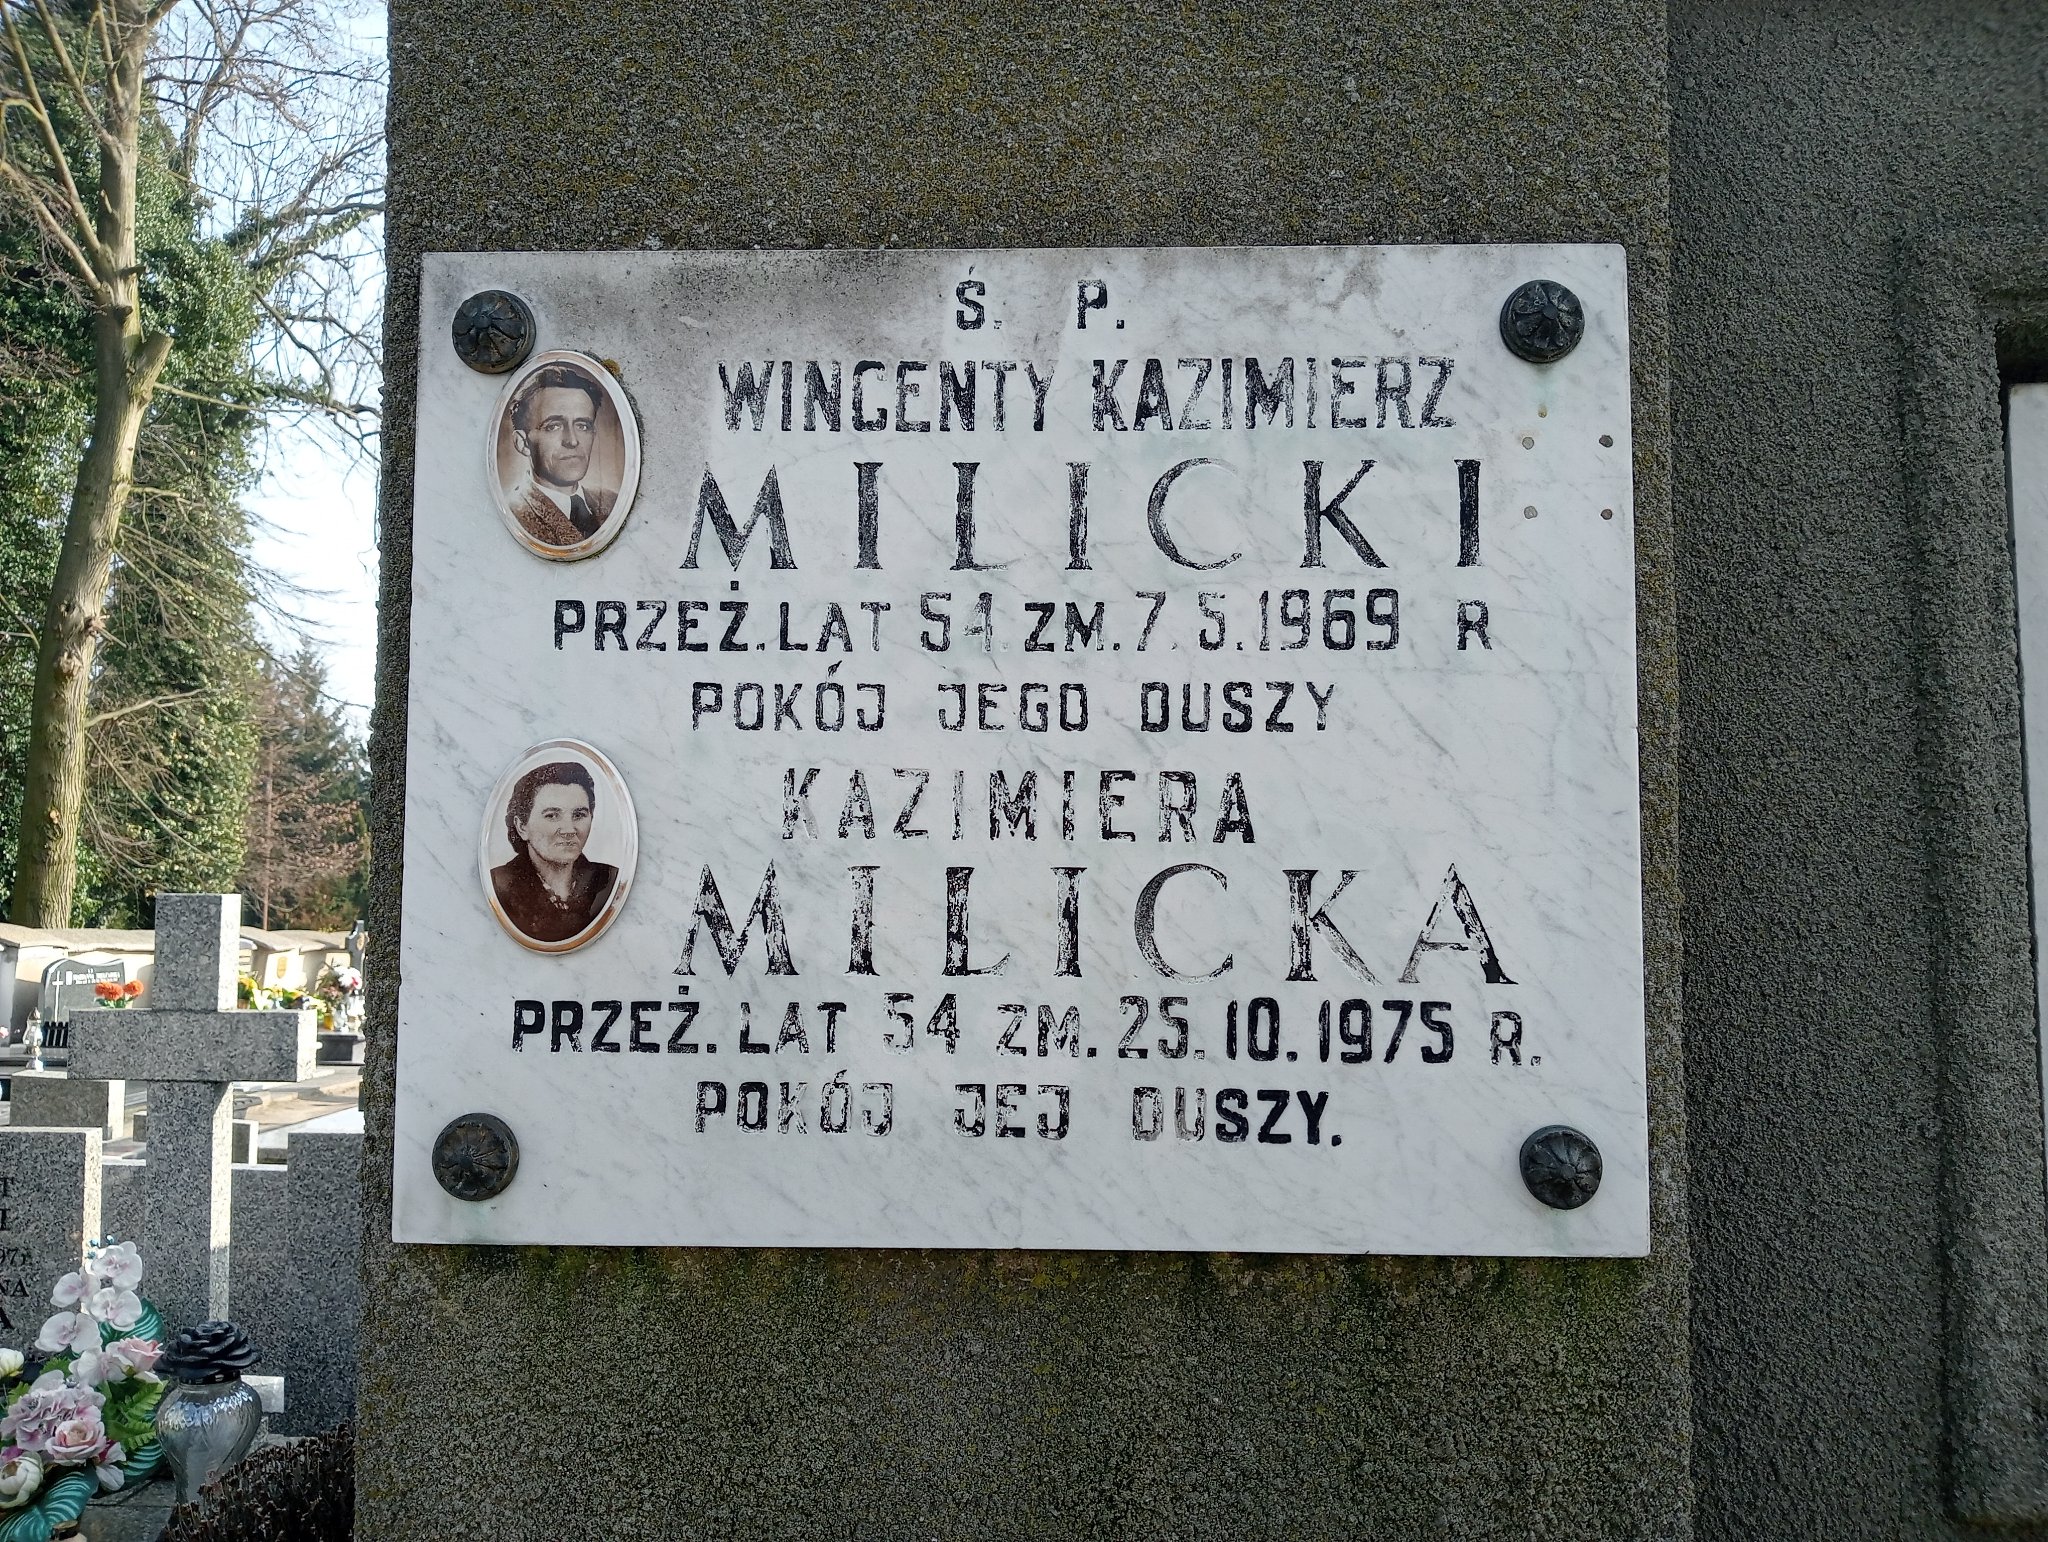 Ś. P.
WINCENTY KAZIMIERZ
MILICKI
PRZEŻ. LAT 54. ZM. 7. 5. 1969 R
POKÓJ JEGO DUSZY
KAZIMIERA
MILICKA
PRZEŻ. LAT 54 ZM. 25. 10. 1975 R.
POKÓJ JEJ DUSZY.